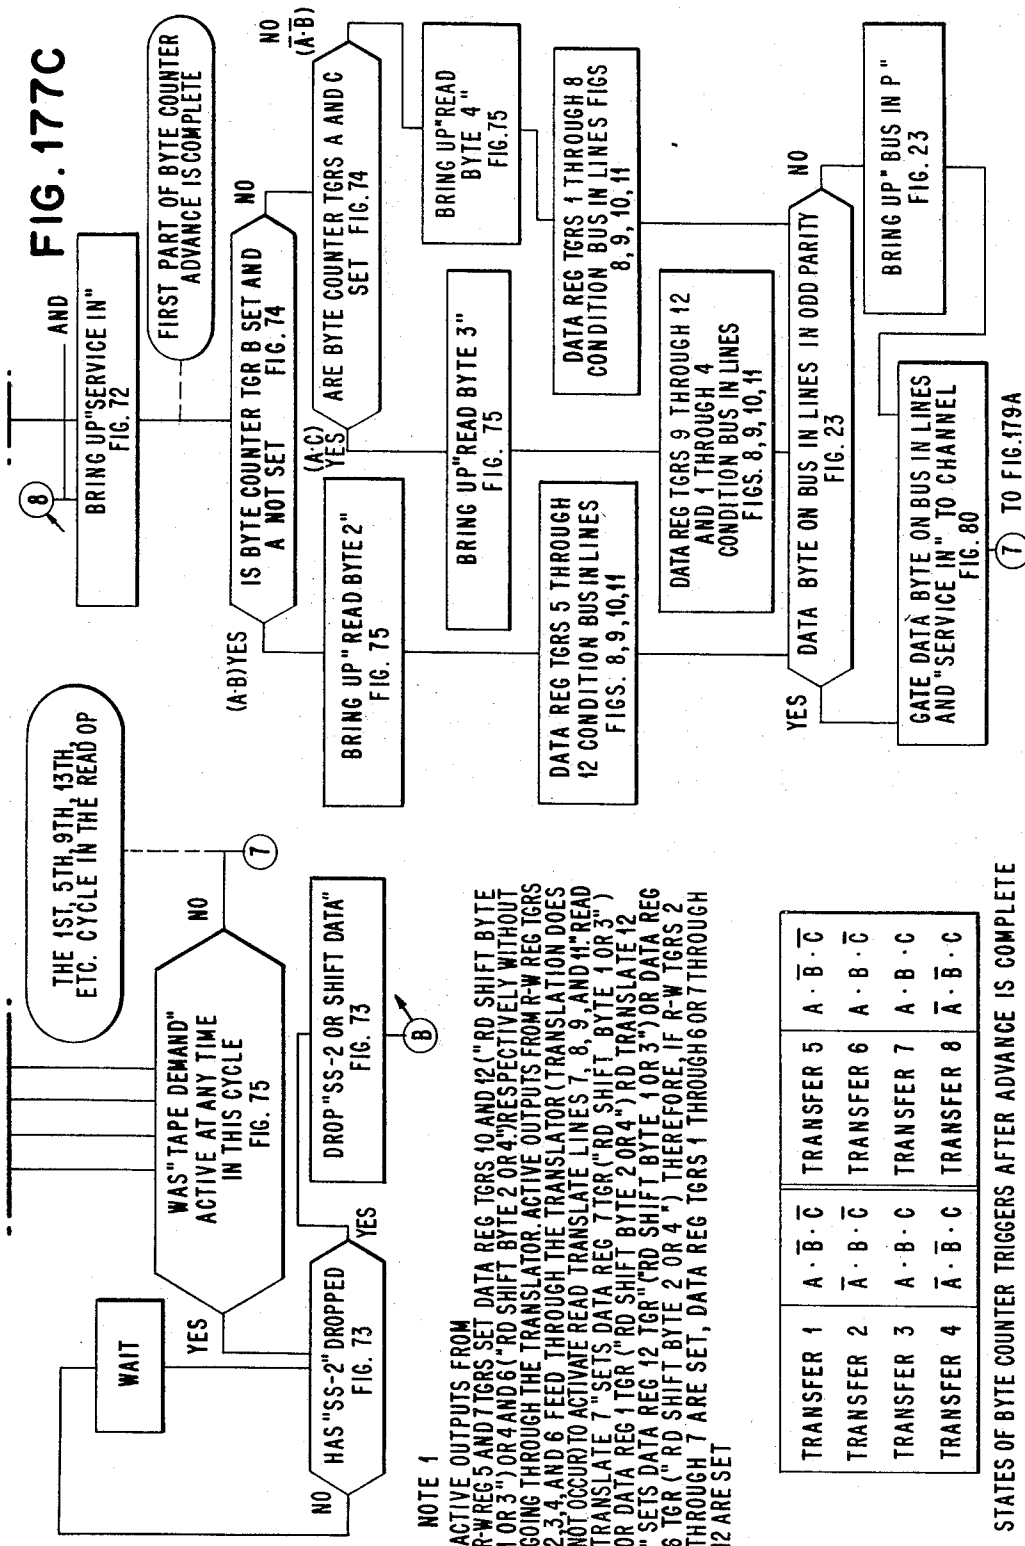 FIG. 177C
THE 1ST, 5TH, 9TH, 13TH,
ETC. CYCLE IN THE READ OP
WAS "TAPE DEMAND"
ACTIVE AT ANY TIME
IN THIS CYCLE
FIG. 75
NO
7
YES
WAIT
HAS "SS-2" DROPPED
FIG. 73
NO
YES
DROP "SS-2 OR SHIFT DATA"
FIG. 73
B
NOTE 1
ACTIVE OUTPUTS FROM
R-W REG 5 AND 7 TGRS SET DATA REG TGRS 10 AND 12 ("RD SHIFT BYTE
1 OR 3") OR 4 AND 6 ("RD SHIFT BYTE 2 OR 4") RESPECTIVELY WITHOUT
GOING THROUGH THE TRANSLATOR. ACTIVE OUTPUTS FROM R-W REG TGRS
2,3,4, AND 6 FEED THROUGH THE TRANSLATOR (TRANSLATION DOES
NOT OCCUR) TO ACTIVATE READ TRANSLATE LINES 7, 8, 9, AND 11. "READ
TRANSLATE 7" SETS DATA REG 7 TGR ("RD SHIFT BYTE 1 OR 3")
OR DATA REG 1 TGR ("RD SHIFT BYTE 2 OR 4") RD TRANSLATE 12
" SETS DATA REG 12 TGR "("RD SHIFT BYTE 1 OR 3") OR DATA REG
6 TGR (" RD SHIFT BYTE 2 OR 4 ") THEREFORE, IF R-W TGRS 2
THROUGH 7 ARE SET, DATA REG TGRS 1 THROUGH 6 OR 7 THROUGH
12 ARE SET
TRANSFER 1 A · B̅ · C̅ TRANSFER 5 A · B̅ · C̅
TRANSFER 2 A̅ · B · C̅ TRANSFER 6 A · B · C̅
TRANSFER 3 A · B · C TRANSFER 7 A · B · C
TRANSFER 4 A̅ · B̅ · C TRANSFER 8 A̅ · B̅ · C
STATES OF BYTE COUNTER TRIGGERS AFTER ADVANCE IS COMPLETE
8
AND
BRING UP "SERVICE IN"
FIG. 72
FIRST PART OF BYTE COUNTER
ADVANCE IS COMPLETE
IS BYTE COUNTER TGR B SET AND
A NOT SET FIG. 74
(A·B) YES
NO
ARE BYTE COUNTER TGRS A AND C
SET FIG. 74
(A·C)
YES
NO
(A̅·B̅)
BRING UP "READ BYTE 2"
FIG. 75
BRING UP "READ BYTE 3"
FIG. 75
BRING UP "READ
BYTE 4"
FIG. 75
DATA REG TGRS 5 THROUGH
12 CONDITION BUS IN LINES
FIGS. 8,9,10,11
DATA REG TGRS 9 THROUGH 12
AND 1 THROUGH 4
CONDITION BUS IN LINES
FIGS. 8, 9, 10, 11
DATA REG TGRS 1 THROUGH 8
CONDITION BUS IN LINES FIGS
8, 9, 10, 11
DATA BYTE ON BUS IN LINES IN ODD PARITY
FIG. 23
YES
NO
BRING UP " BUS IN P "
FIG. 23
GATE DATA BYTE ON BUS IN LINES
AND "SERVICE IN" TO CHANNEL
FIG. 80
7 TO FIG. 179A